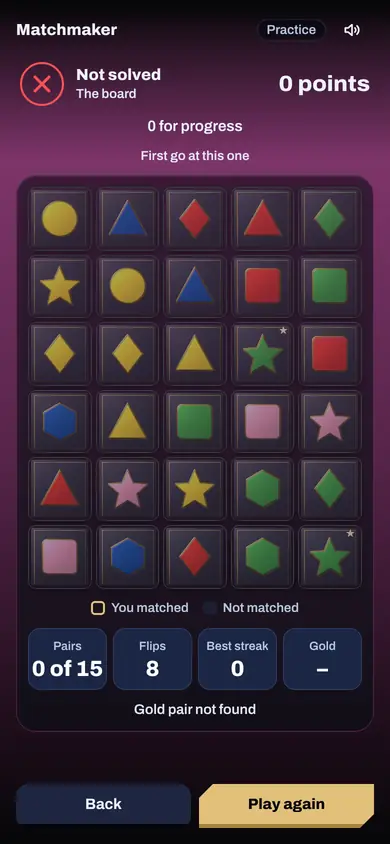 Matchmaker
Practice
Not solved
The board
0 points
0 for progress
First go at this one
You matched
Not matched
Pairs
0 of 15
Flips
8
Best streak
0
Gold
–
Gold pair not found
Back
Play again